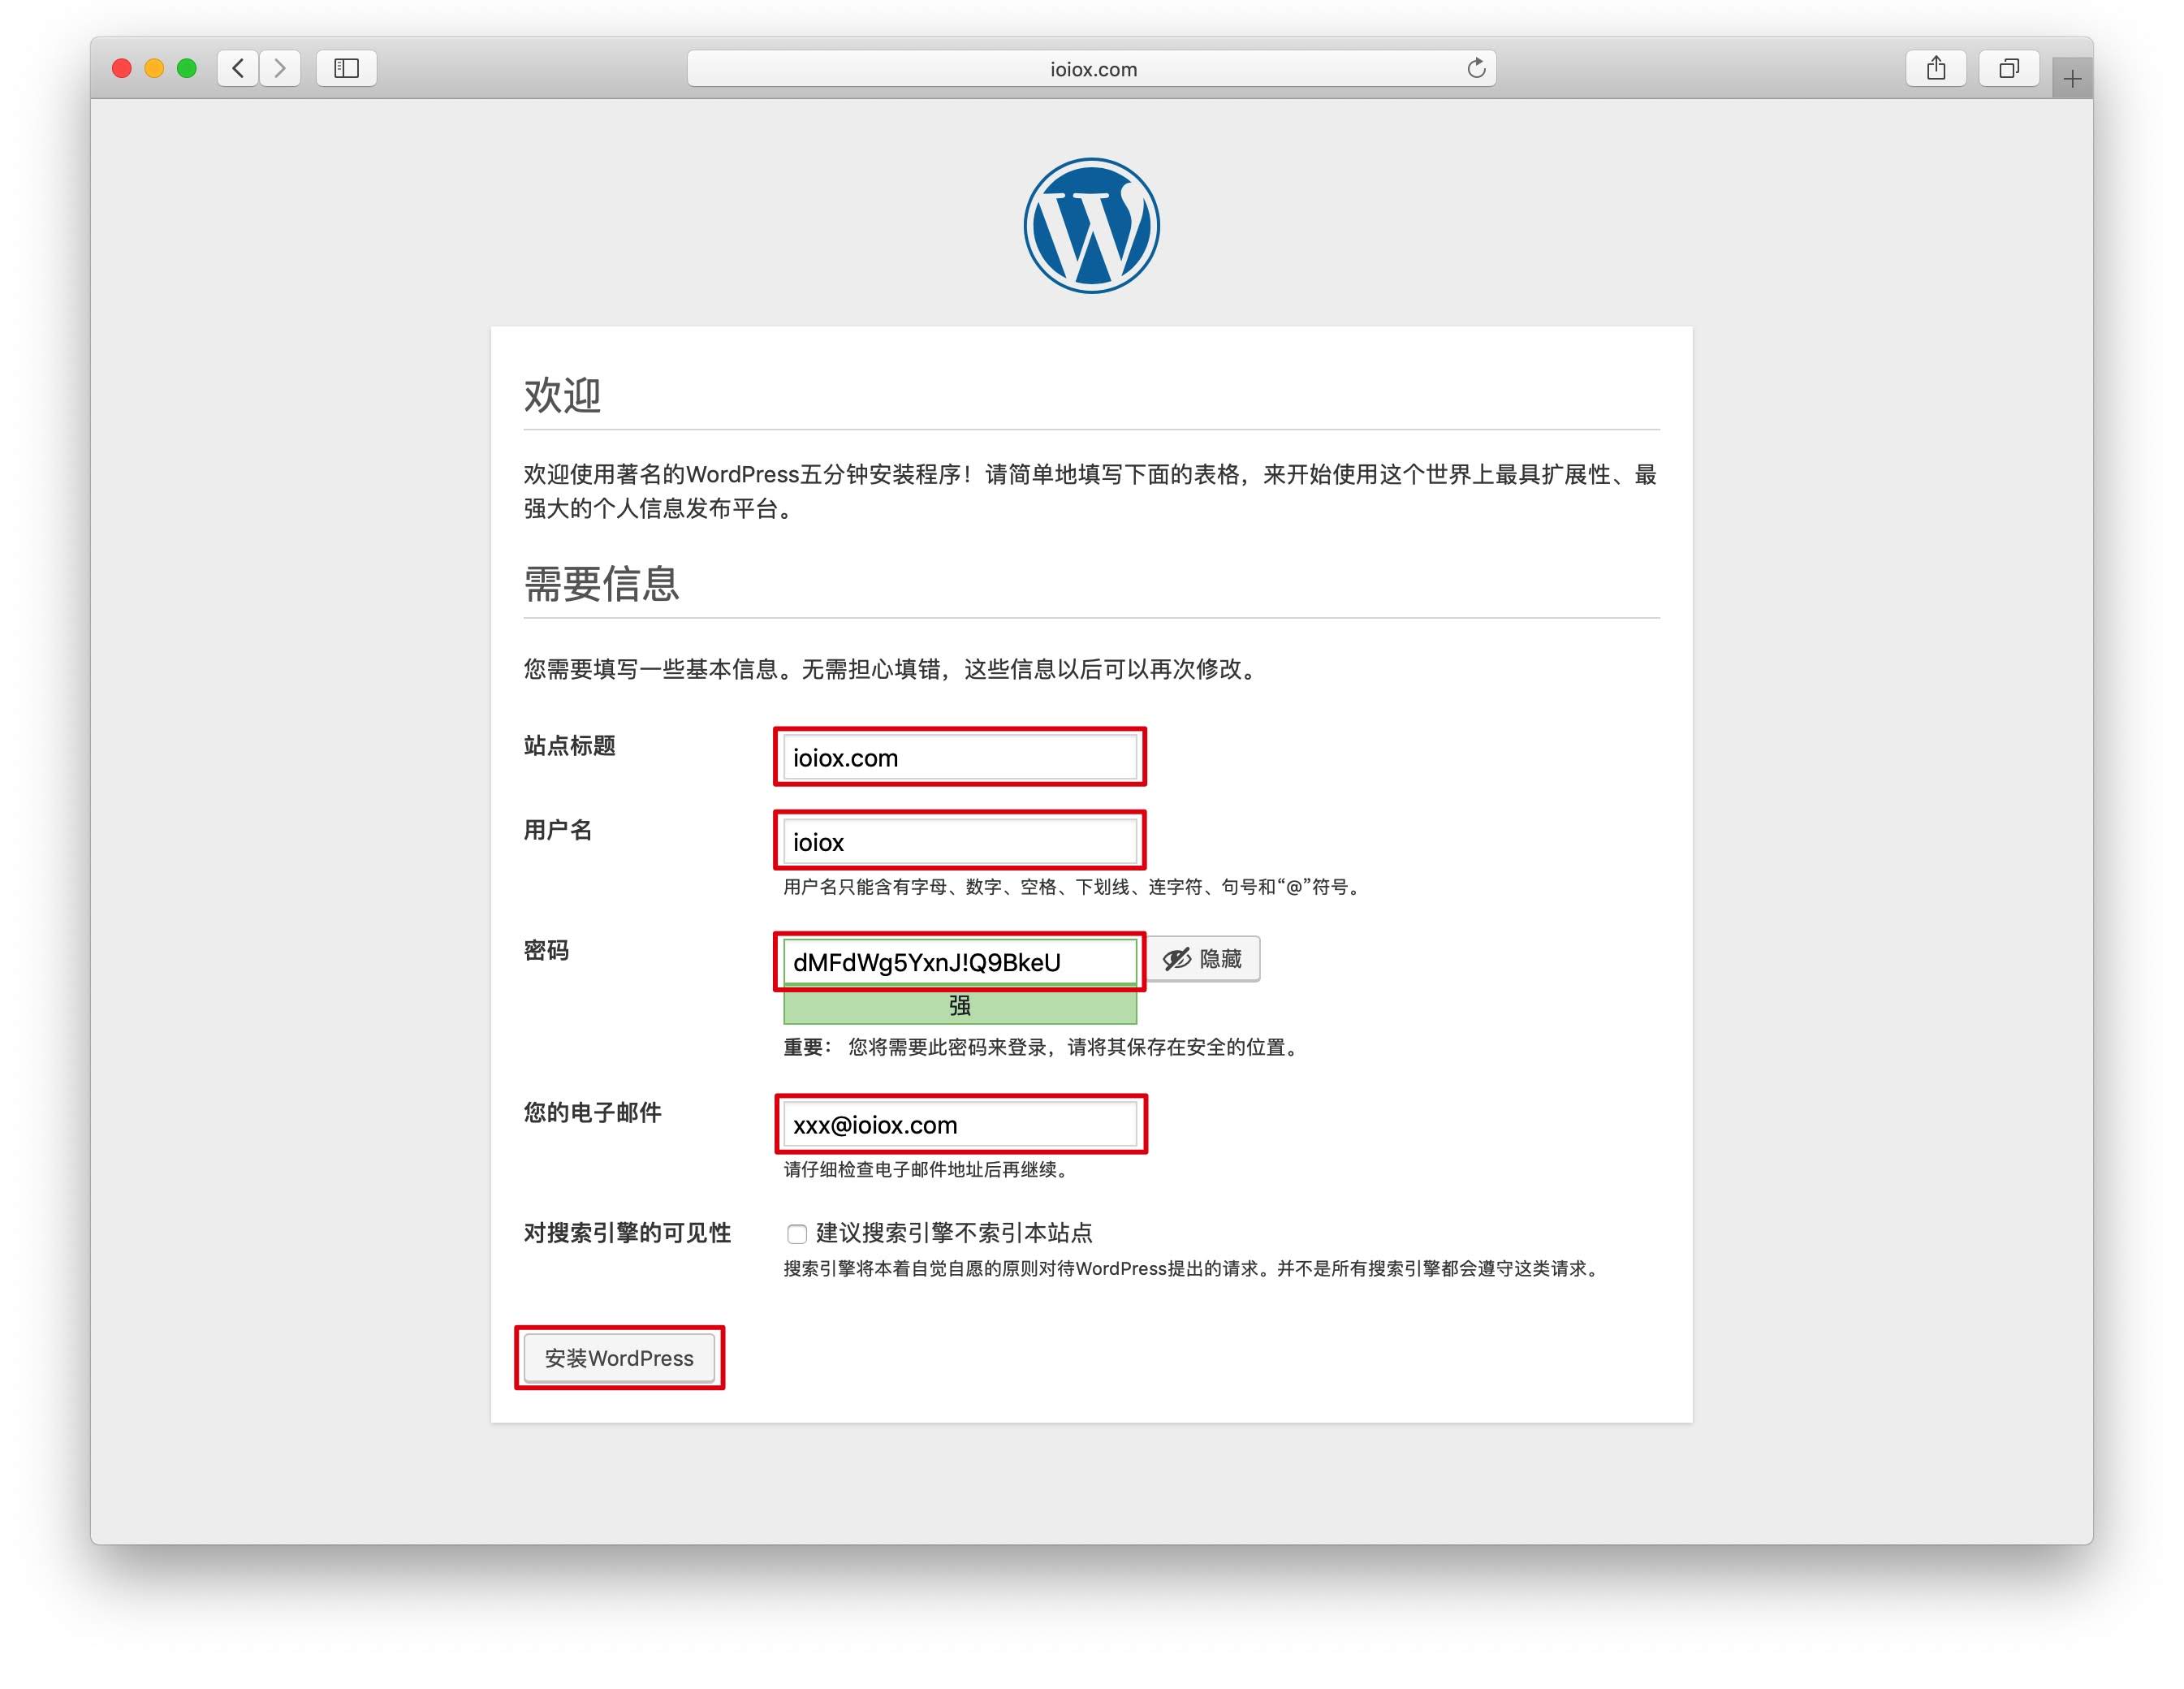 ioiox.com
欢迎
欢迎使用著名的WordPress五分钟安装程序！请简单地填写下面的表格，来开始使用这个世界上最具扩展性、最
强大的个人信息发布平台。
需要信息
您需要填写一些基本信息。无需担心填错，这些信息以后可以再次修改。
站点标题
ioiox.com
用户名
ioiox
用户名只能含有字母、数字、空格、下划线、连字符、句号和“@”符号。
密码
dMFdWg5YxnJ!Q9BkeU
隐藏
强
重要： 您将需要此密码来登录，请将其保存在安全的位置。
您的电子邮件
xxx@ioiox.com
请仔细检查电子邮件地址后再继续。
对搜索引擎的可见性
建议搜索引擎不索引本站点
搜索引擎将本着自觉自愿的原则对待WordPress提出的请求。并不是所有搜索引擎都会遵守这类请求。
安装WordPress